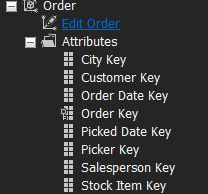 Order
Edit Order
Attributes
City Key
Customer Key
Order Date Key
Order Key
Picked Date Key
Picker Key
Salesperson Key
Stock Item Key